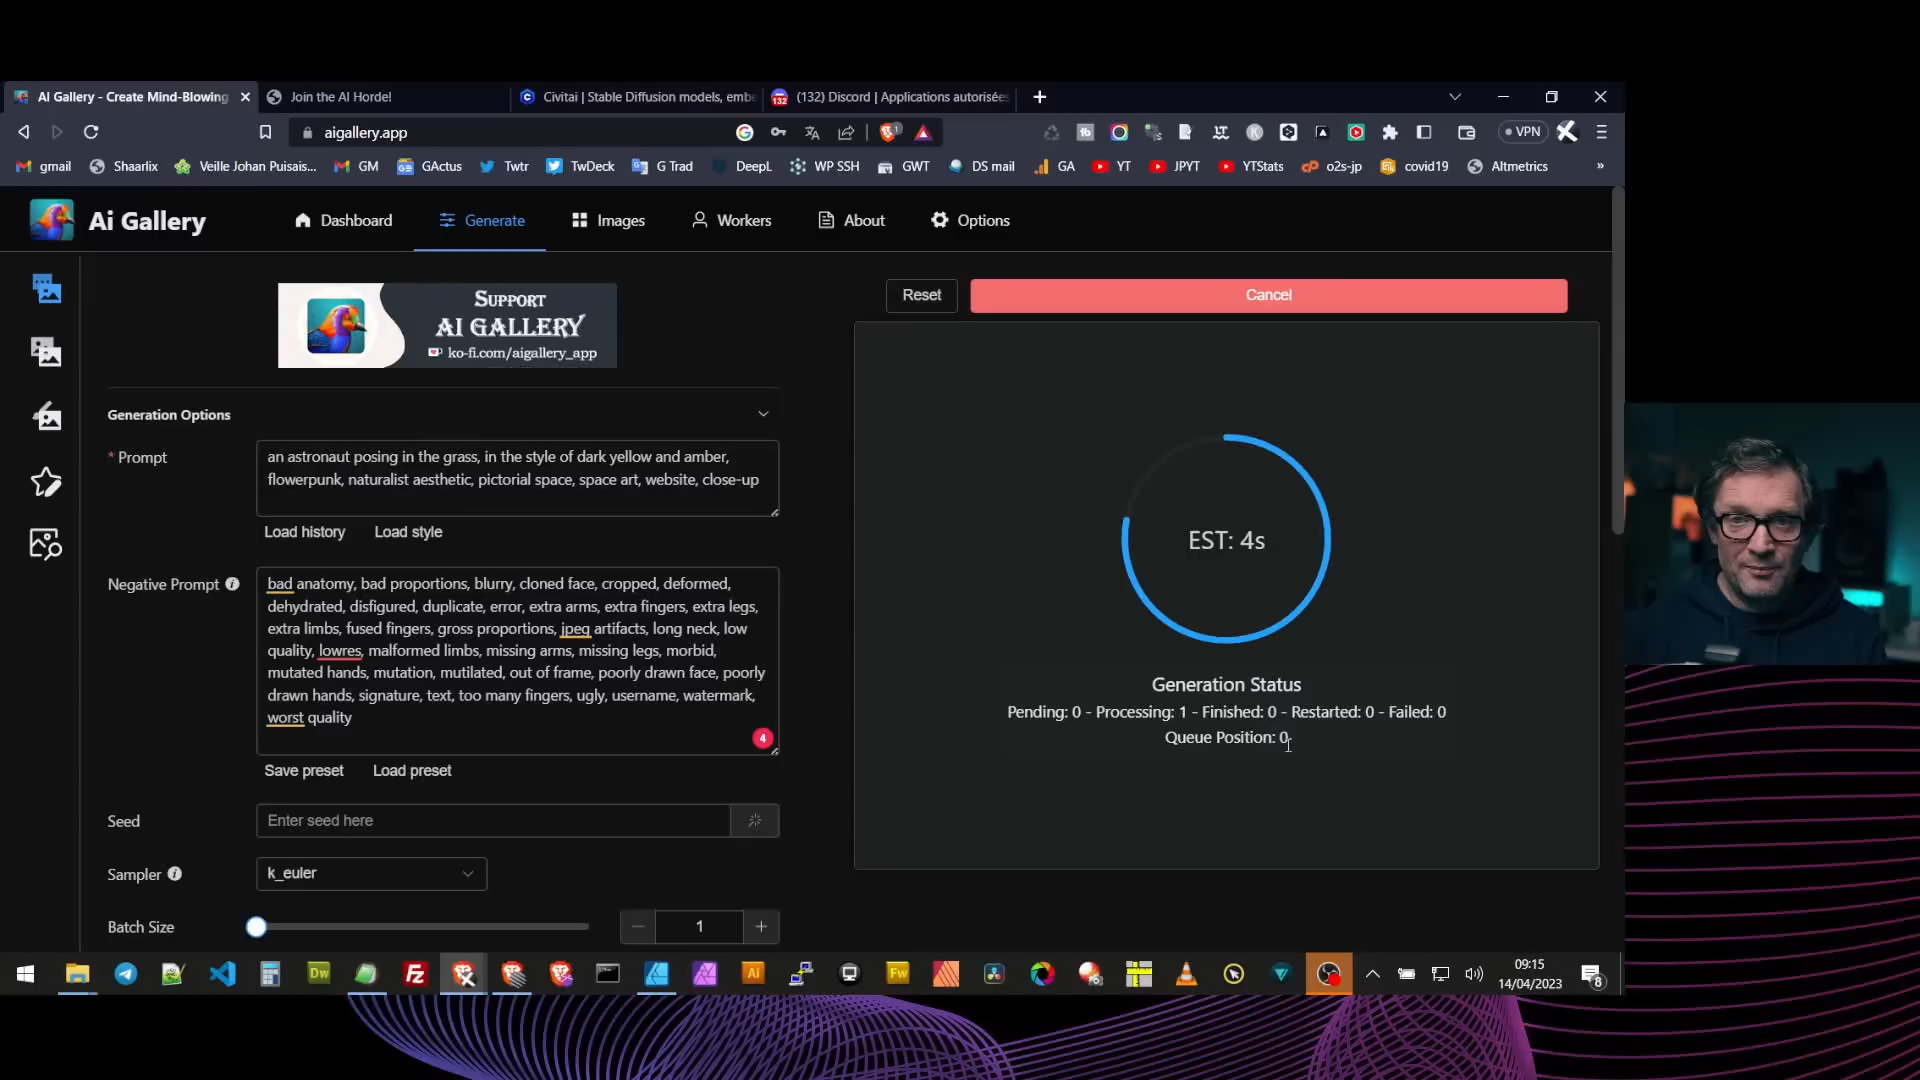 AI Gallery - Create Mind-Blowing
Join the AI Horde!
Civitai | Stable Diffusion models, embe
(132) Discord | Applications autorisées
aigallery.app
VPN
gmail
Shaarlix
Veille Johan Puisais...
GM
GActus
Twtr
TwDeck
G Trad
DeepL
WP SSH
GWT
DS mail
GA
YT
JPYT
YTStats
o2s-jp
covid19
Altmetrics
»
Ai Gallery
Dashboard
Generate
Images
Workers
About
Options
SUPPORT
AI GALLERY
ko-fi.com/aigallery_app
Reset
Cancel
Generation Options
* Prompt
an astronaut posing in the grass, in the style of dark yellow and amber,
flowerpunk, naturalist aesthetic, pictorial space, space art, website, close-up
Load history
Load style
Negative Prompt
bad anatomy, bad proportions, blurry, cloned face, cropped, deformed,
dehydrated, disfigured, duplicate, error, extra arms, extra fingers, extra legs,
extra limbs, fused fingers, gross proportions, jpeg artifacts, long neck, low
quality, lowres, malformed limbs, missing arms, missing legs, morbid,
mutated hands, mutation, mutilated, out of frame, poorly drawn face, poorly
drawn hands, signature, text, too many fingers, ugly, username, watermark,
worst quality
4
Save preset
Load preset
Seed
Enter seed here
Sampler
k_euler
Batch Size
1
EST: 4s
Generation Status
Pending: 0 - Processing: 1 - Finished: 0 - Restarted: 0 - Failed: 0
Queue Position: 0
Dw
Fz
Ai
Fw
09:15
14/04/2023
8